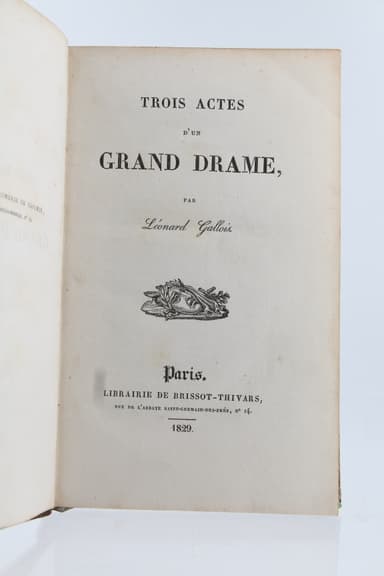 TROIS ACTES
D'UN
GRAND DRAME,
PAR
Léonard Gallois
Paris.
LIBRAIRIE DE BRISSOT-THIVARS,
RUE DE L'ABBAYE SAINT-GERMAIN-DES-PRÉS, N° 14.
1829.